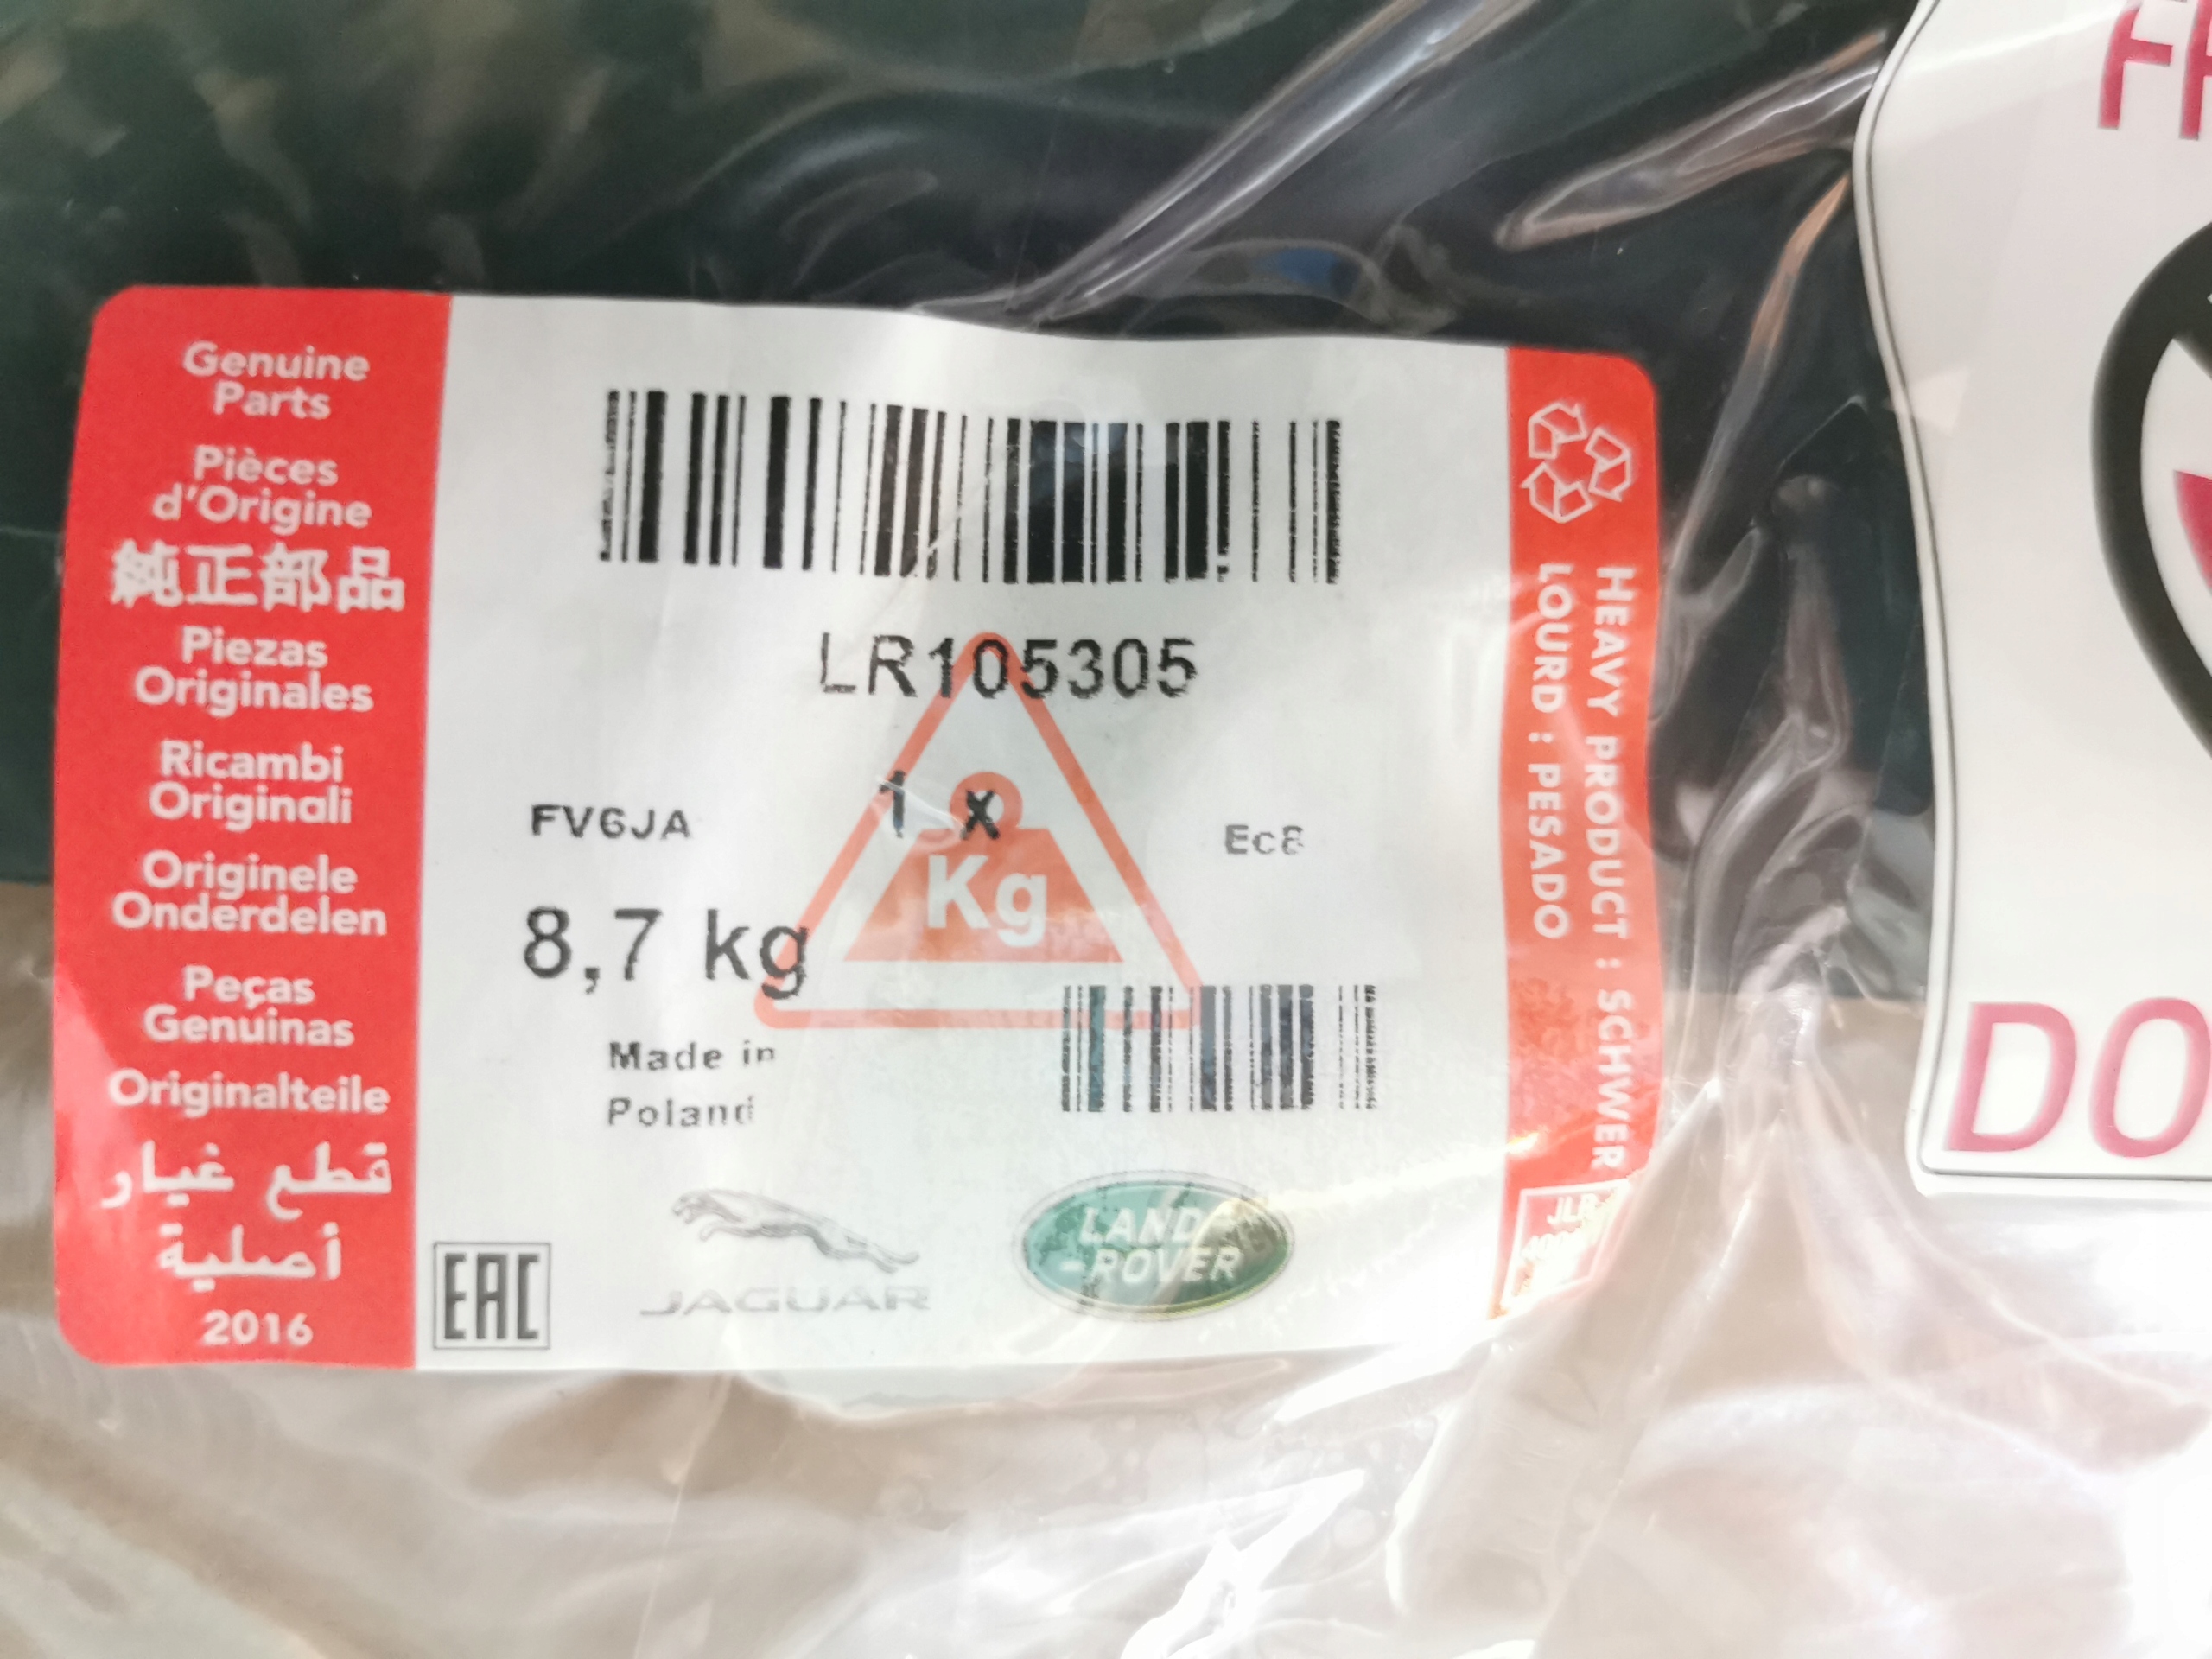 Genuine
Parts
Pièces
d'Origine
純正部品
Piezas
Originales
Ricambi
Originali
Originele
Onderdelen
Peças
Genuinas
Originalteile
قطع غيار
أصلية
2016
LR105305
FV6JA
1 x
Ec8
Kg
8,7 kg
Made in
Poland
EAC
JAGUAR
LAND
-ROVER
HEAVY PRODUCT : SCHWER
LOURD : PESADO
JLR
DO